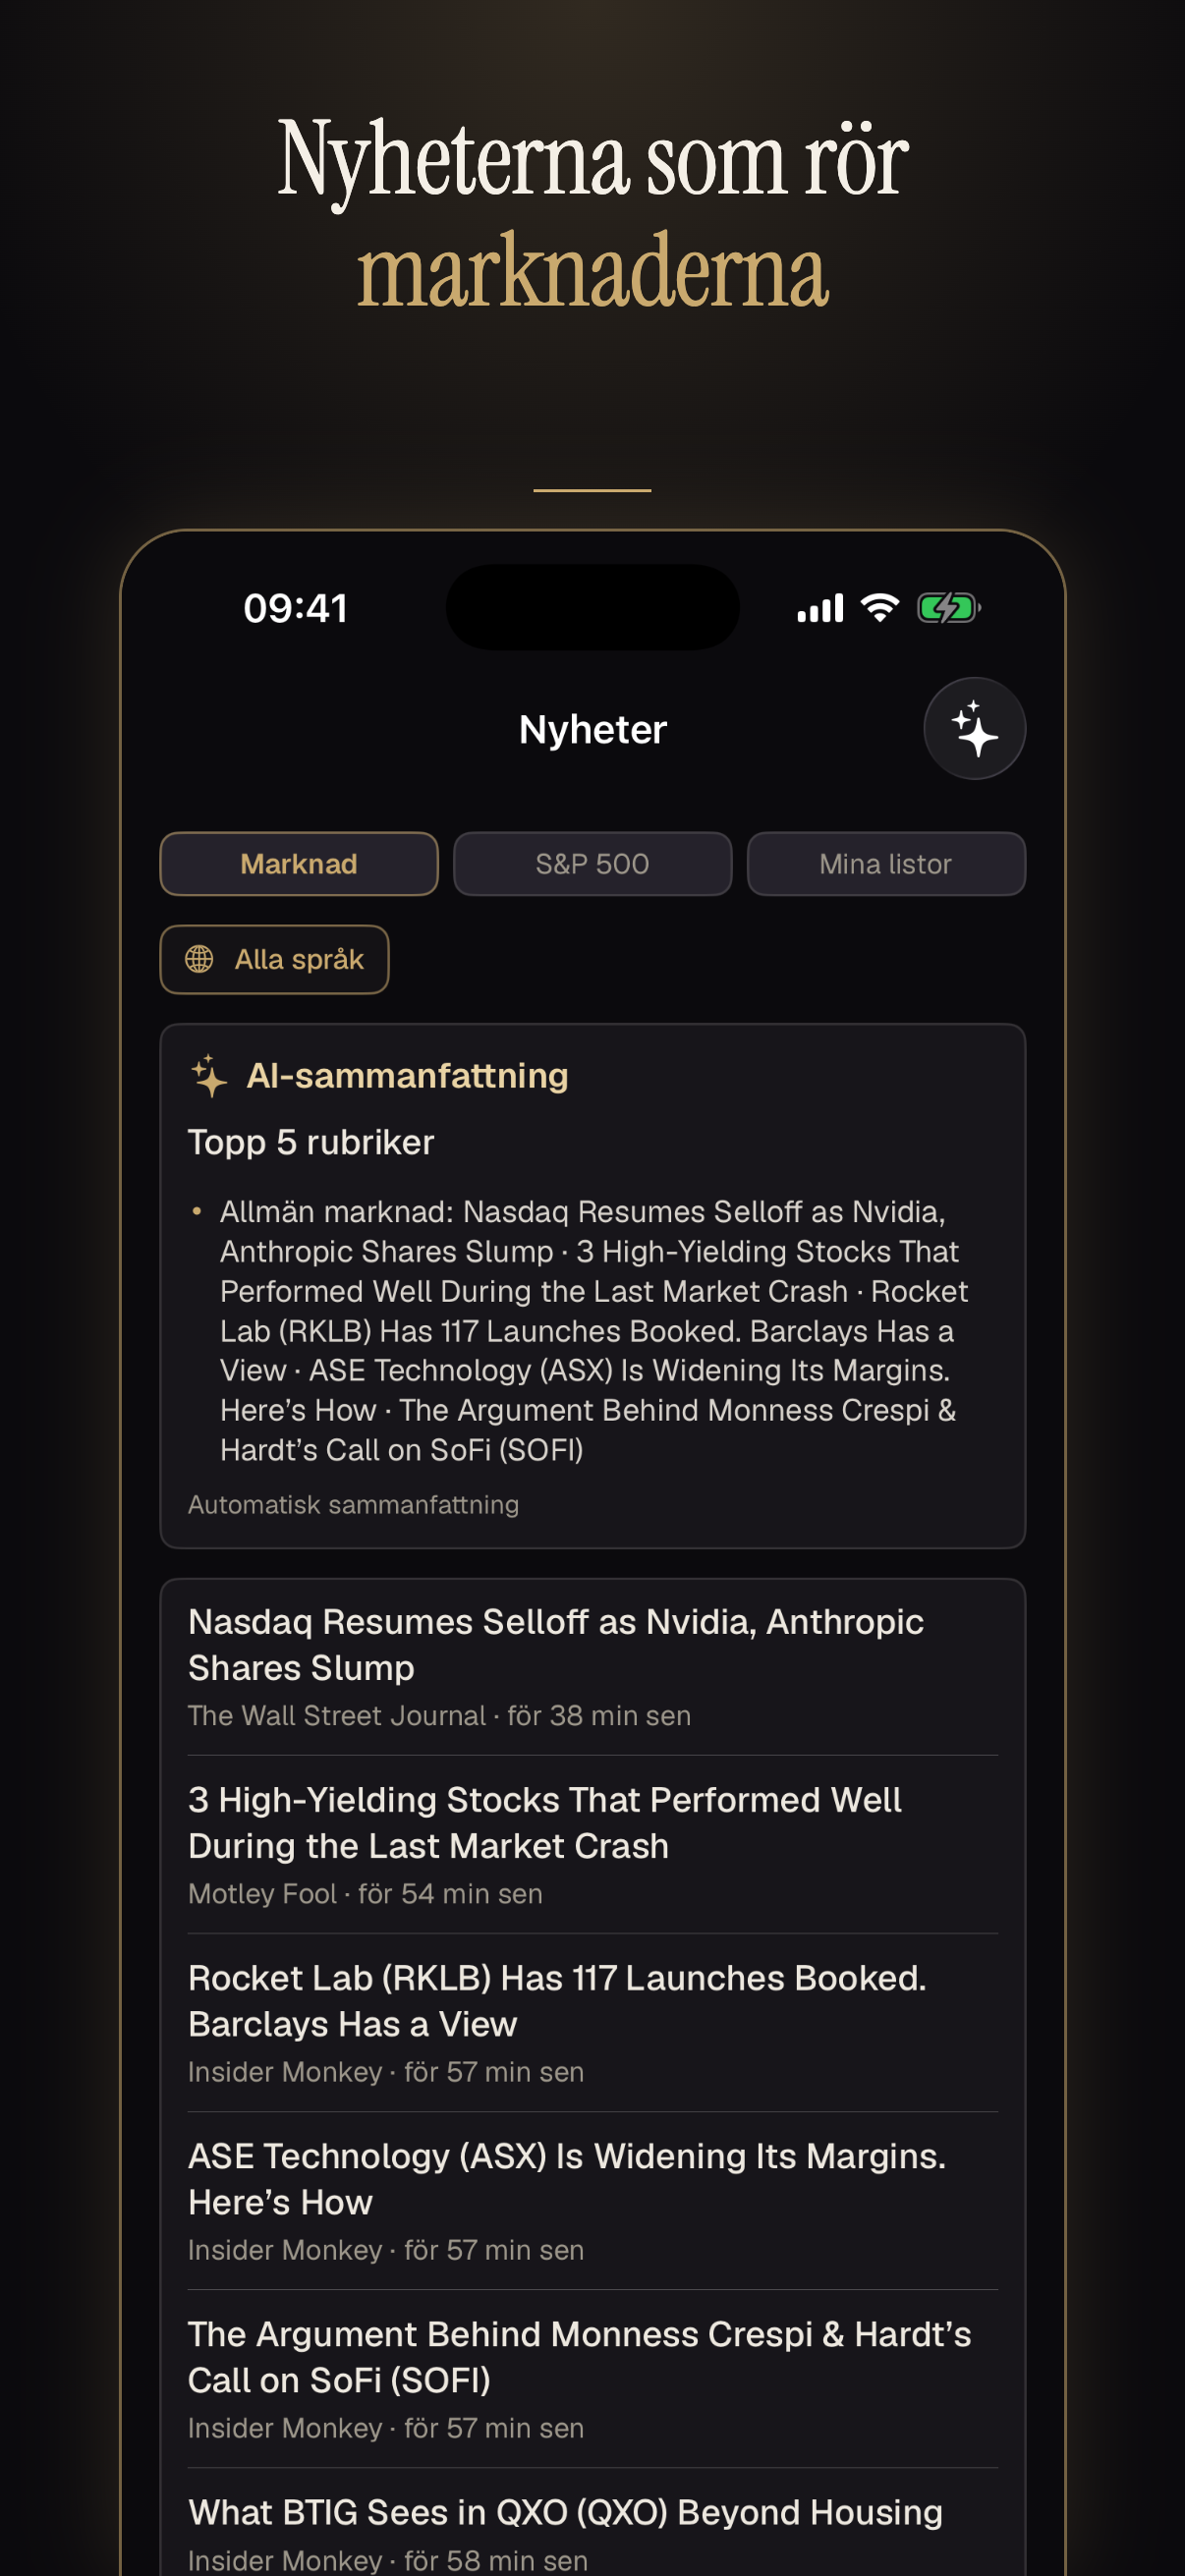 Nyheterna som rör
marknaderna
09:41
Nyheter
Marknad
S&P 500
Mina listor
Alla språk
AI-sammanfattning
Topp 5 rubriker
• Allmän marknad: Nasdaq Resumes Selloff as Nvidia,
Anthropic Shares Slump · 3 High-Yielding Stocks That
Performed Well During the Last Market Crash · Rocket
Lab (RKLB) Has 117 Launches Booked. Barclays Has a
View · ASE Technology (ASX) Is Widening Its Margins.
Here’s How · The Argument Behind Monness Crespi &
Hardt’s Call on SoFi (SOFI)
Automatisk sammanfattning
Nasdaq Resumes Selloff as Nvidia, Anthropic
Shares Slump
The Wall Street Journal · för 38 min sen
3 High-Yielding Stocks That Performed Well
During the Last Market Crash
Motley Fool · för 54 min sen
Rocket Lab (RKLB) Has 117 Launches Booked.
Barclays Has a View
Insider Monkey · för 57 min sen
ASE Technology (ASX) Is Widening Its Margins.
Here’s How
Insider Monkey · för 57 min sen
The Argument Behind Monness Crespi & Hardt’s
Call on SoFi (SOFI)
Insider Monkey · för 57 min sen
What BTIG Sees in QXO (QXO) Beyond Housing
Insider Monkey · för 58 min sen